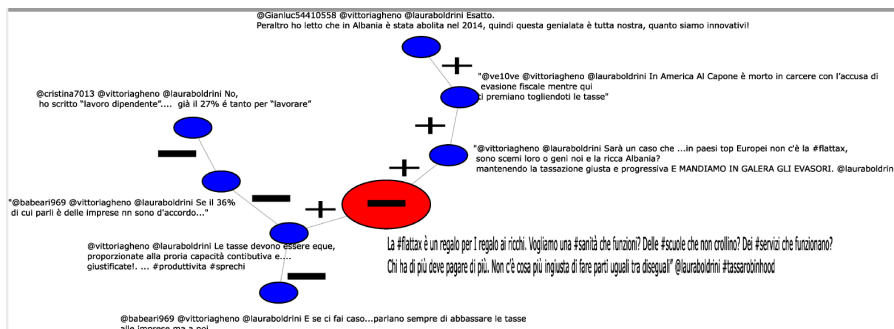 @Gianluc54410558 @vittoriagheno @lauraboldrini Esatto.
Peraltro ho letto che in Albania è stata abolita nel 2014, quindi questa genialata è tutta nostra, quanto siamo innovativi!
"@ve10ve @vittoriagheno @lauraboldrini In America Al Capone è morto in carcere con l'accusa di
evasione fiscale mentre qui
ti premiano togliendoti le tasse"
@cristina7013 @vittoriagheno @lauraboldrini No,
ho scritto "lavoro dipendente".... già il 27% é tanto per "lavorare"
"@vittoriagheno @lauraboldrini Sarà un caso che ...in paesi top Europei non c'è la #flattax,
sono scemi loro o geni noi e la ricca Albania?
mantenendo la tassazione giusta e progressiva E MANDIAMO IN GALERA GLI EVASORI. @lauraboldrin
"@babeari969 @vittoriagheno @lauraboldrini Se il 36%
di cui parli è delle imprese nn sono d'accordo..."
@vittoriagheno @lauraboldrini Le tasse devono essere eque,
proporzionate alla proria capacità contibutiva e....
giustificate!. ... #produttivita #sprechi
La #flattax è un regalo per I regalo ai ricchi. Vogliamo una #sanità che funzioni? Delle #scuole che non crollino? Dei #servizi che funzionano?
Chi ha di più deve pagare di più. Non c'è cosa più ingiusta di fare parti uguali tra diseguali" @lauraboldrini #tassarobinhood
@babeari969 @vittoriagheno @lauraboldrini E se ci fai caso...parlano sempre di abbassare le tasse
alle imprese ma a noi